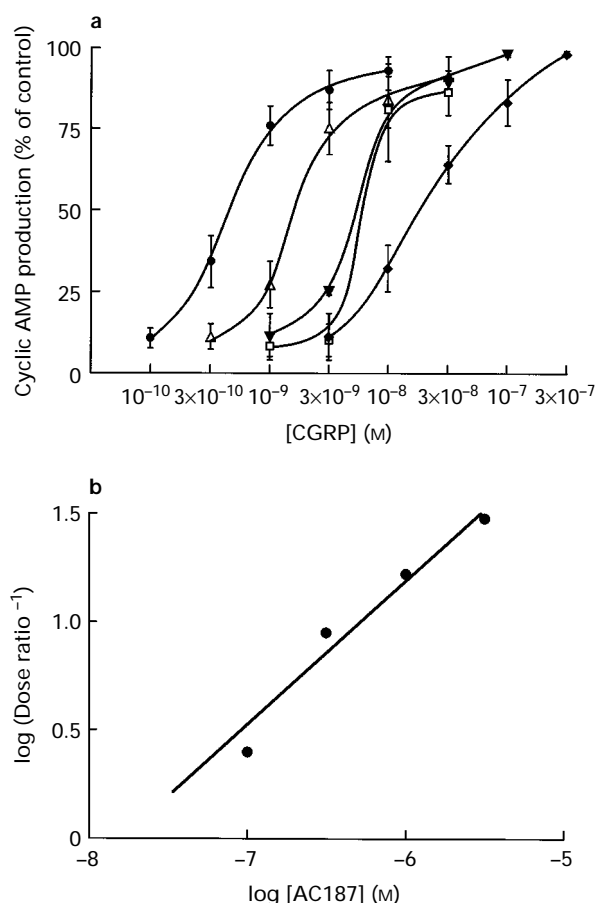 a
Cyclic AMP production (% of control)
100
75
50
25
0
10⁻¹⁰ 3×10⁻¹⁰ 10⁻⁹ 3×10⁻⁹ 10⁻⁸ 3×10⁻⁸ 10⁻⁷ 3×10⁻⁷
[CGRP] (M)
b
log (Dose ratio ⁻¹)
1.5
1.0
0.5
0
–8 –7 –6 –5
log [AC187] (M)